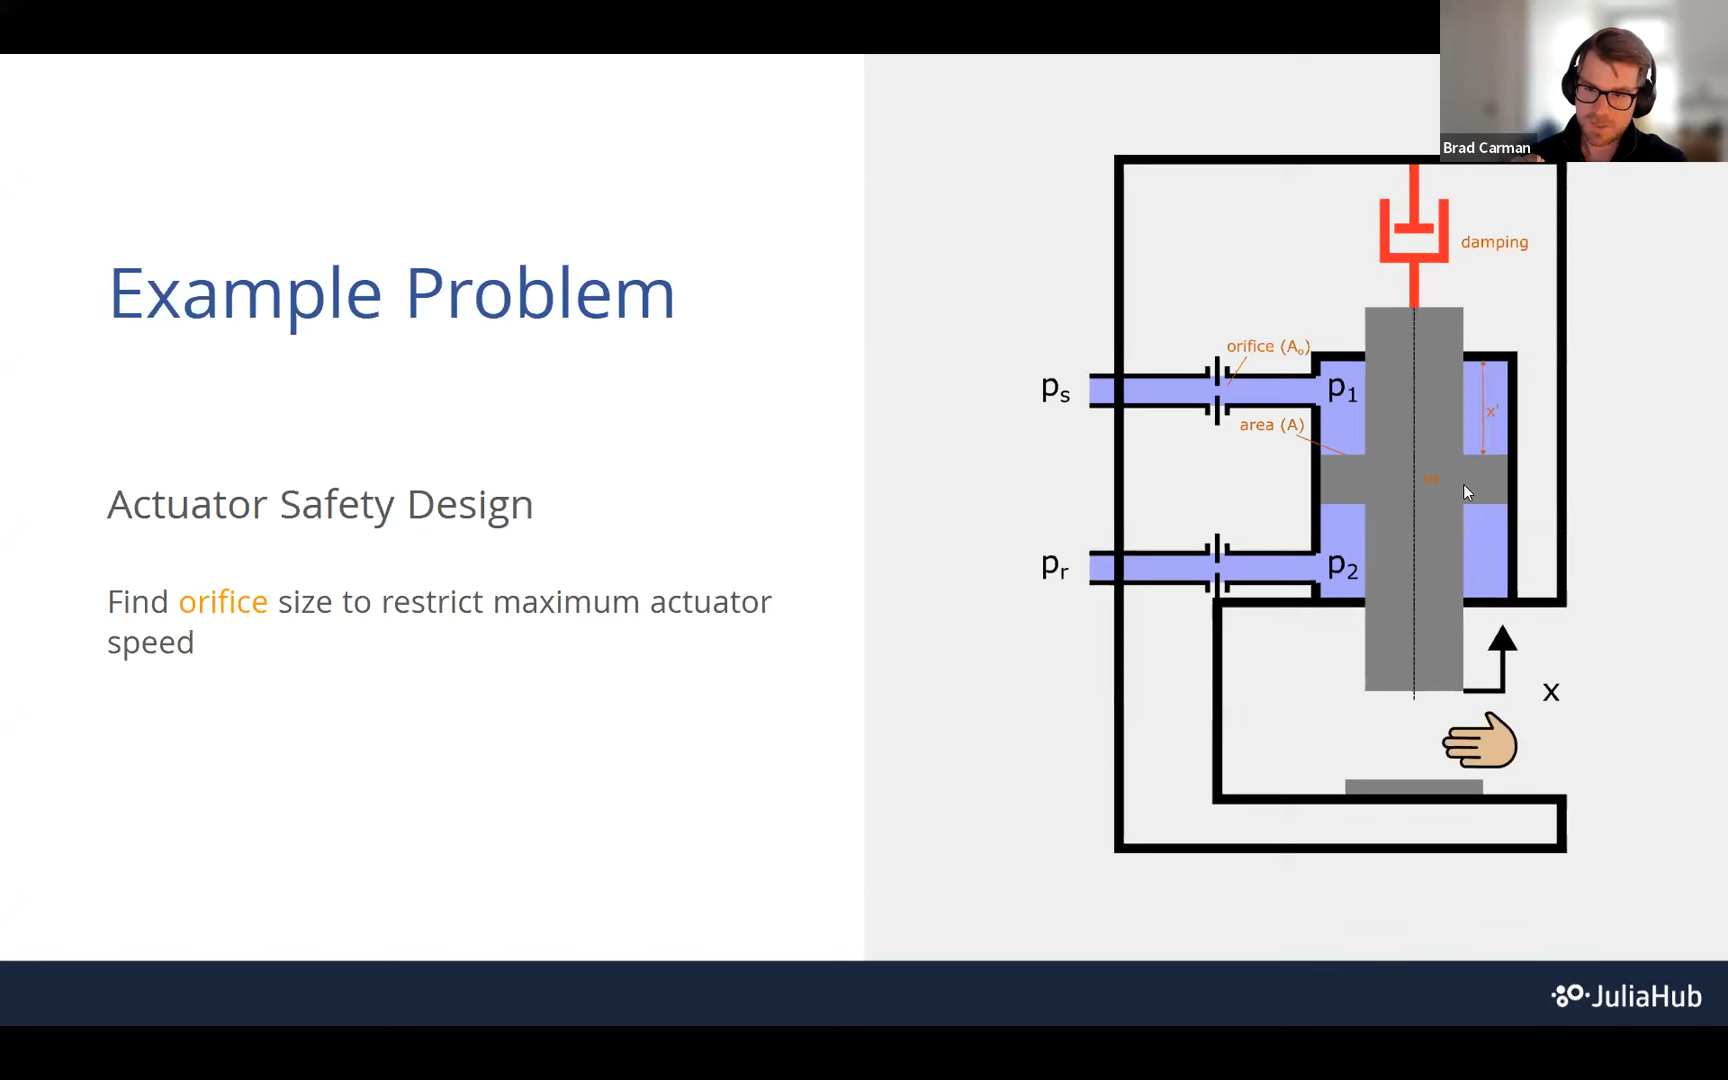 Brad Carman
Example Problem
Actuator Safety Design
Find orifice size to restrict maximum actuator
speed
damping
orifice (Aₒ)
pₛ
p₁
x'
area (A)
m
pᵣ
p₂
x
JuliaHub